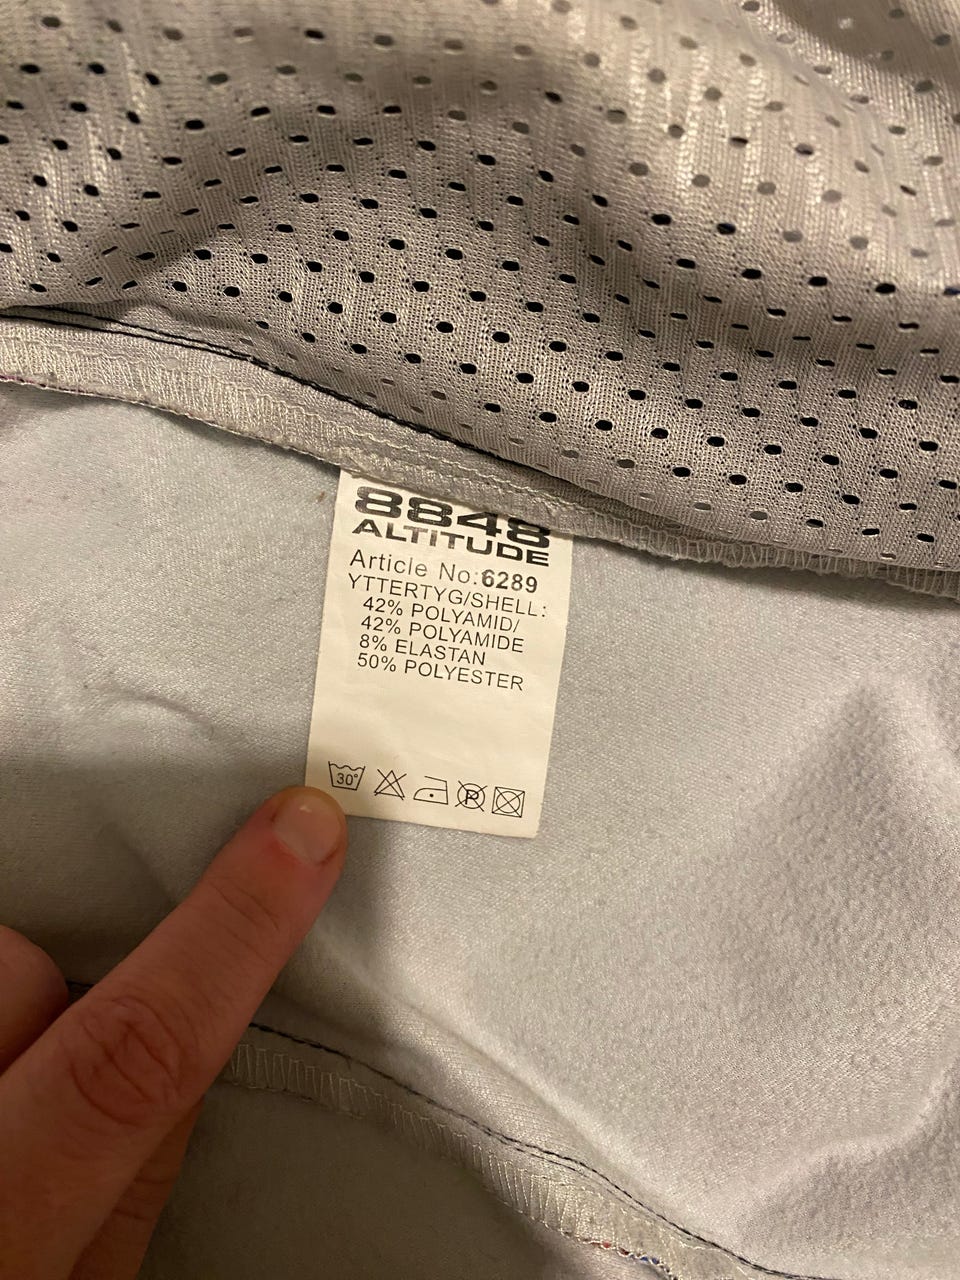 8848
ALTITUDE
Article No:6289
YTTERTYG/SHELL:
42% POLYAMID/
42% POLYAMIDE
8% ELASTAN
50% POLYESTER
30°
P